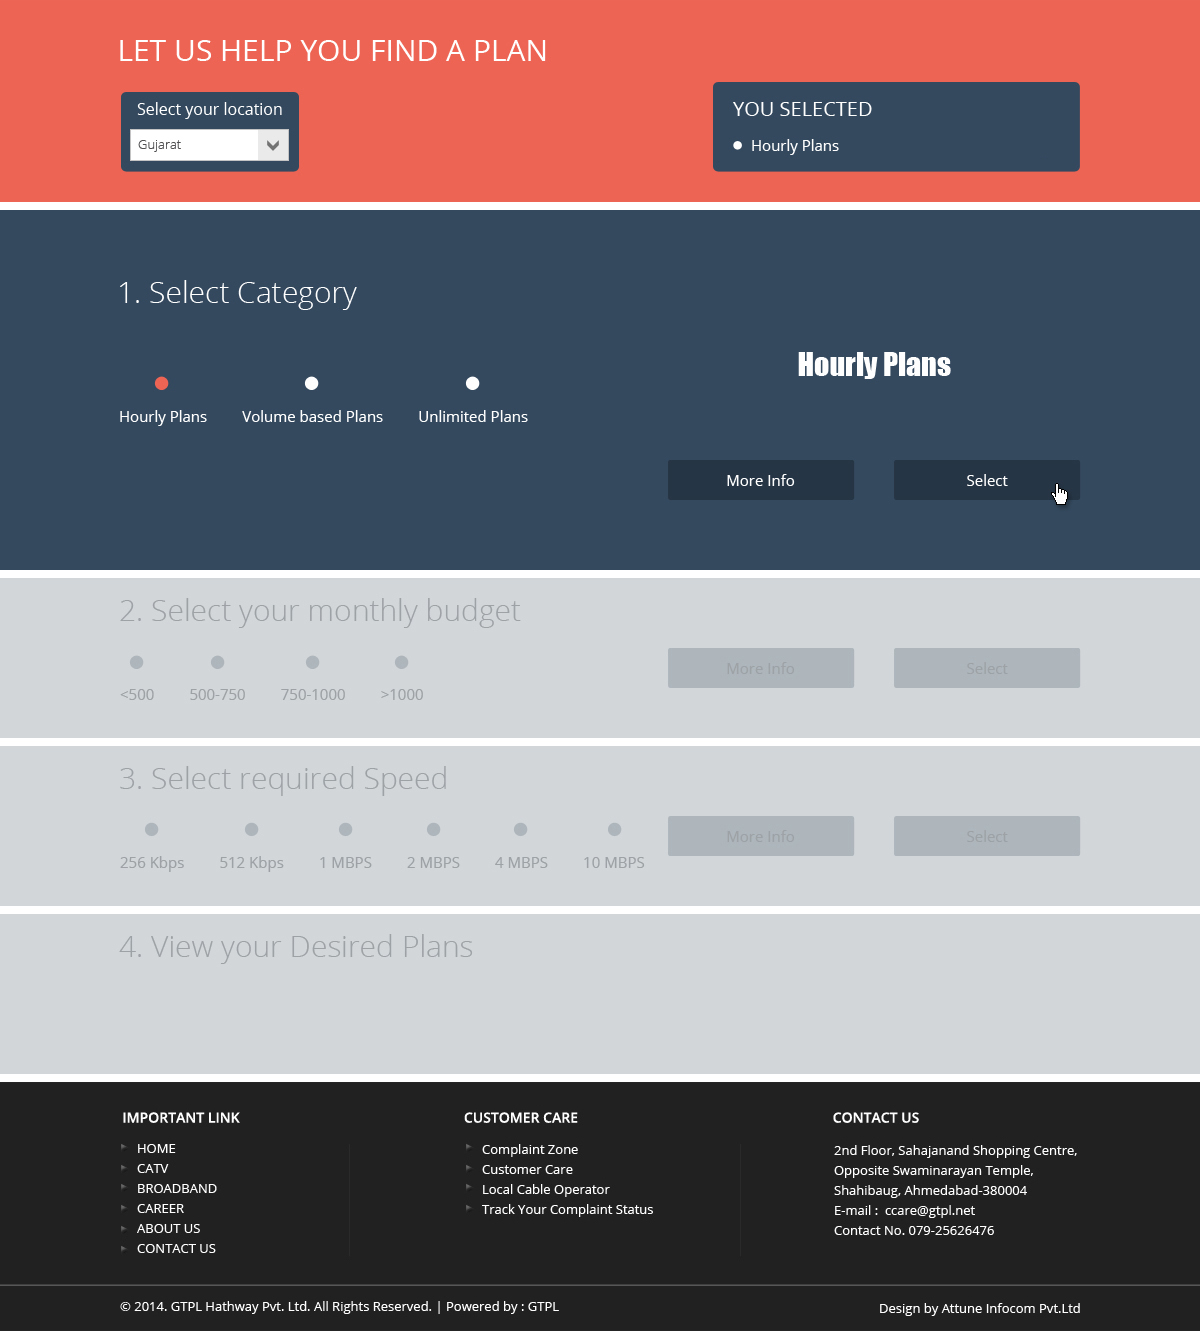 LET US HELP YOU FIND A PLAN
Select your location
Gujarat
YOU SELECTED
Hourly Plans
1. Select Category
Hourly Plans
Hourly Plans Volume based Plans Unlimited Plans
More Info Select
2. Select your monthly budget
<500 500-750 750-1000 >1000
More Info Select
3. Select required Speed
256 Kbps 512 Kbps 1 MBPS 2 MBPS 4 MBPS 10 MBPS
More Info Select
4. View your Desired Plans
IMPORTANT LINK
HOME
CATV
BROADBAND
CAREER
ABOUT US
CONTACT US
CUSTOMER CARE
Complaint Zone
Customer Care
Local Cable Operator
Track Your Complaint Status
CONTACT US
2nd Floor, Sahajanand Shopping Centre,
Opposite Swaminarayan Temple,
Shahibaug, Ahmedabad-380004
E-mail : ccare@gtpl.net
Contact No. 079-25626476
© 2014. GTPL Hathway Pvt. Ltd. All Rights Reserved. | Powered by : GTPL
Design by Attune Infocom Pvt.Ltd